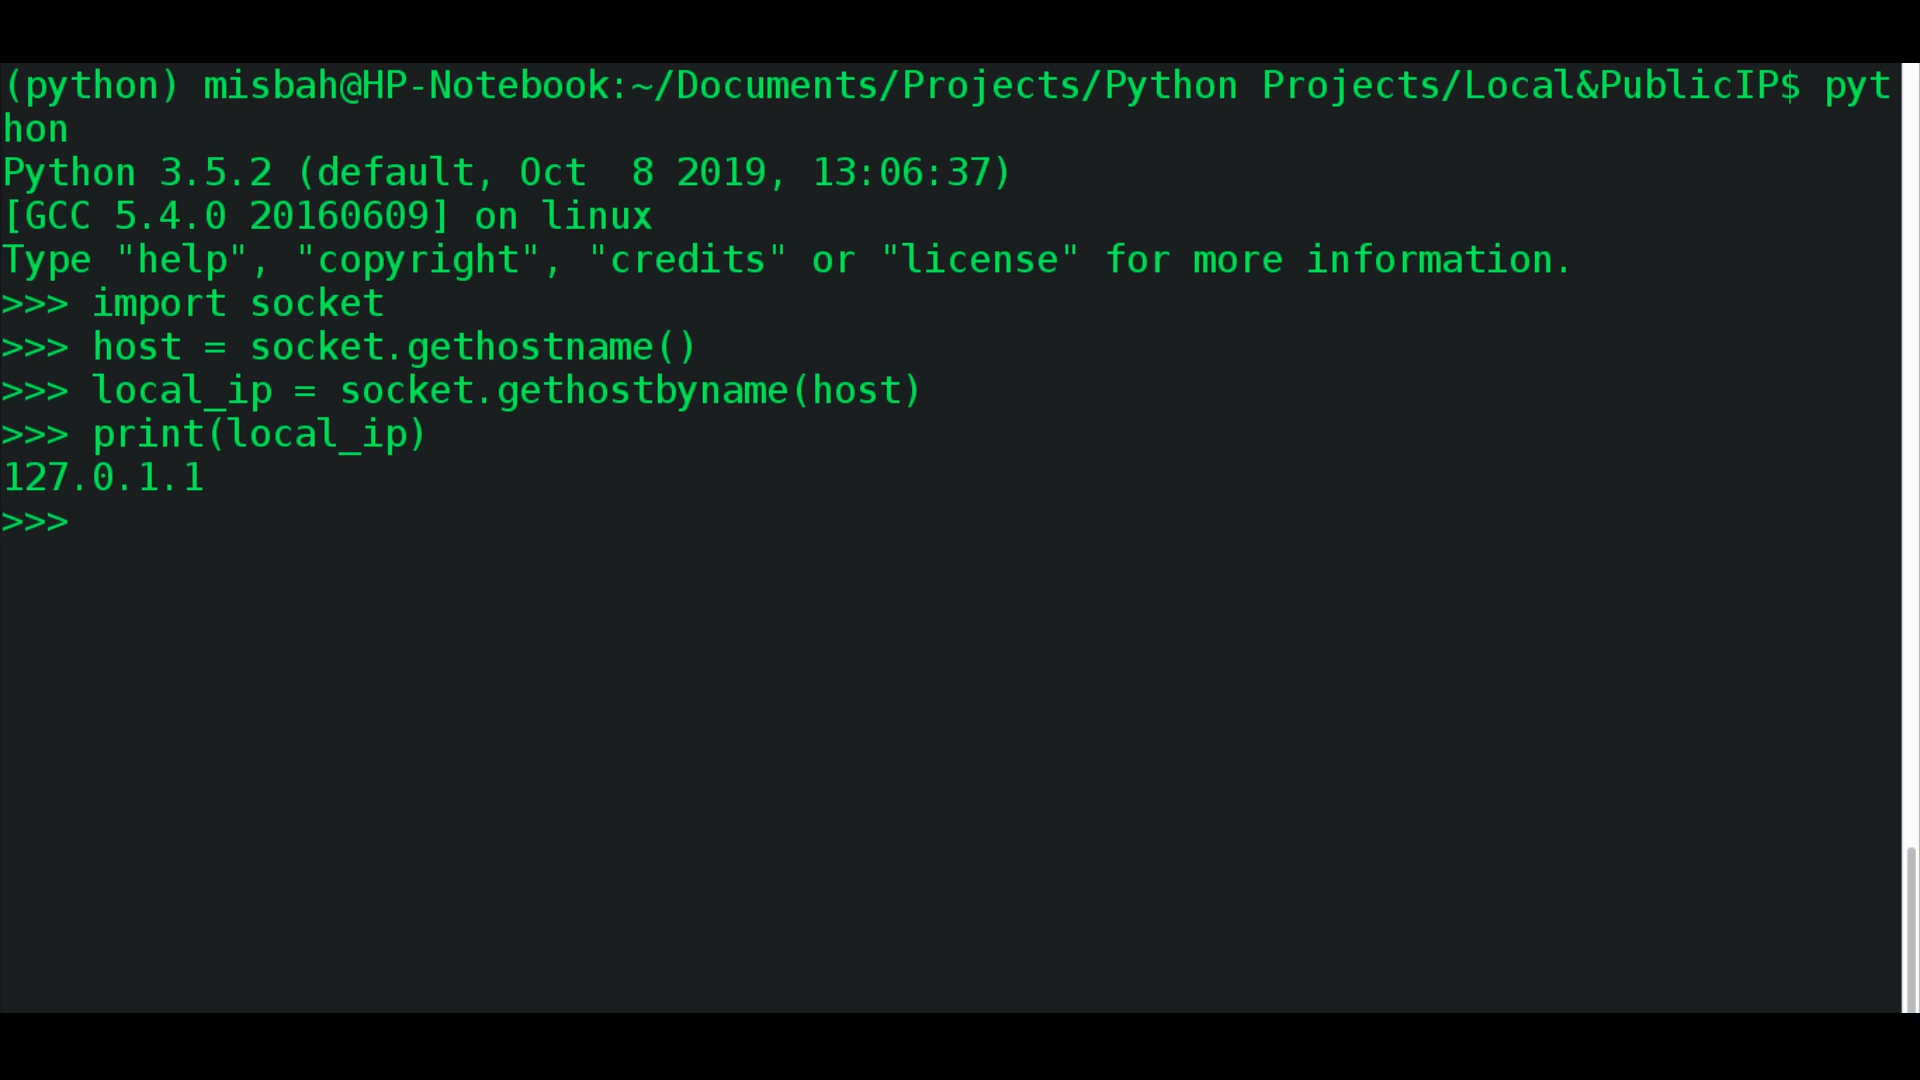 (python) misbah@HP-Notebook:~/Documents/Projects/Python Projects/Local&PublicIP$ pyt
hon
Python 3.5.2 (default, Oct  8 2019, 13:06:37)
[GCC 5.4.0 20160609] on linux
Type "help", "copyright", "credits" or "license" for more information.
>>> import socket
>>> host = socket.gethostname()
>>> local_ip = socket.gethostbyname(host)
>>> print(local_ip)
127.0.1.1
>>>